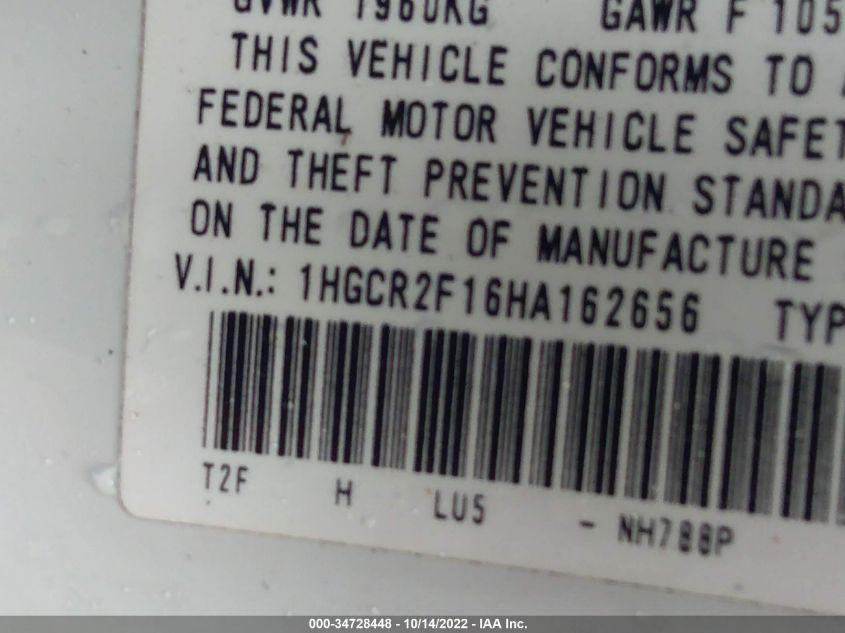 GVWR 1960KG GAWR F 105
THIS VEHICLE CONFORMS TO
FEDERAL MOTOR VEHICLE SAFET
AND THEFT PREVENTION STANDA
ON THE DATE OF MANUFACTURE
V.I.N.: 1HGCR2F16HA162656 TYP
T2F H LU5 - NH788P
000-34728448 - 10/14/2022 - IAA Inc.